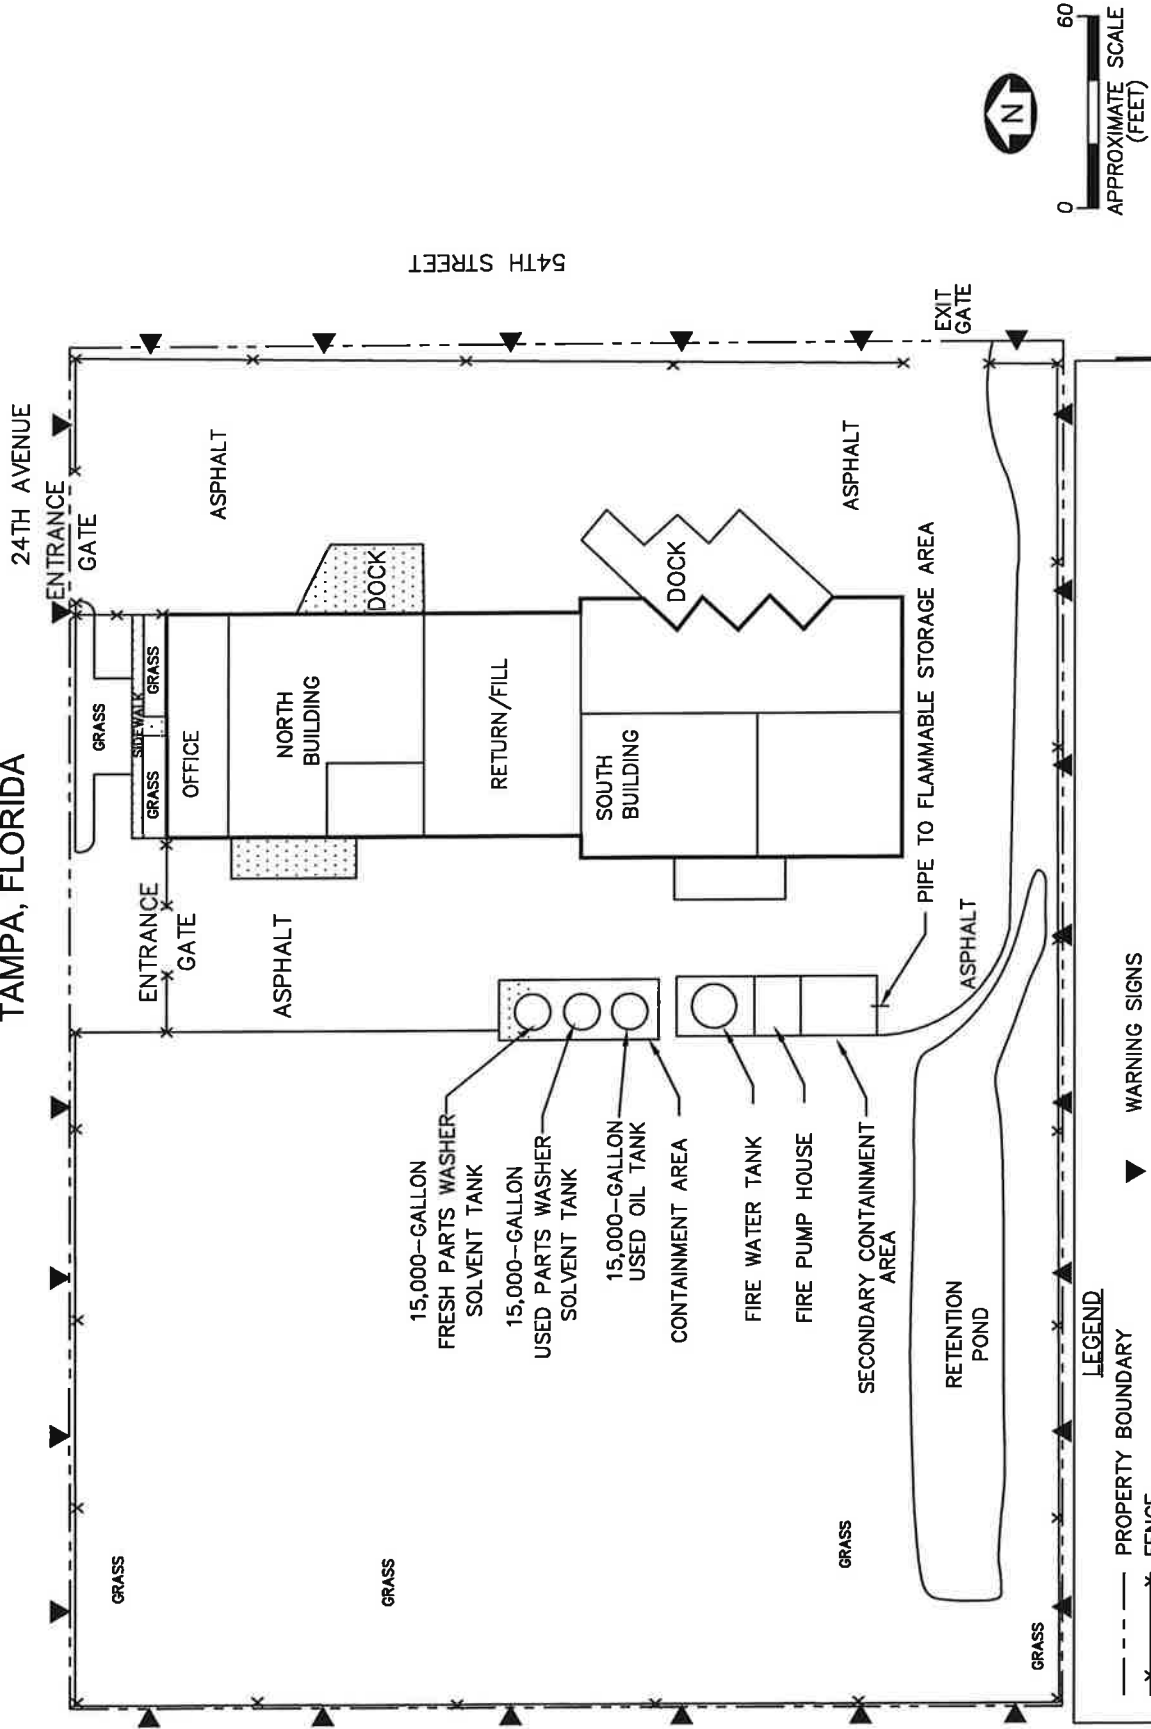 TAMPA, FLORIDA
24TH AVENUE
ENTRANCE
GATE
ENTRANCE
GATE
GRASS
SIDEWALK
GRASS
GRASS
OFFICE
NORTH
BUILDING
DOCK
ASPHALT
ASPHALT
RETURN/FILL
SOUTH
BUILDING
DOCK
ASPHALT
54TH STREET
EXIT
GATE
PIPE TO FLAMMABLE STORAGE AREA
ASPHALT
15,000-GALLON
FRESH PARTS WASHER
SOLVENT TANK
15,000-GALLON
USED PARTS WASHER
SOLVENT TANK
15,000-GALLON
USED OIL TANK
CONTAINMENT AREA
FIRE WATER TANK
FIRE PUMP HOUSE
SECONDARY CONTAINMENT
AREA
RETENTION
POND
GRASS
GRASS
GRASS
GRASS
N
0
60
APPROXIMATE SCALE
(FEET)
LEGEND
PROPERTY BOUNDARY
FENCE
WARNING SIGNS